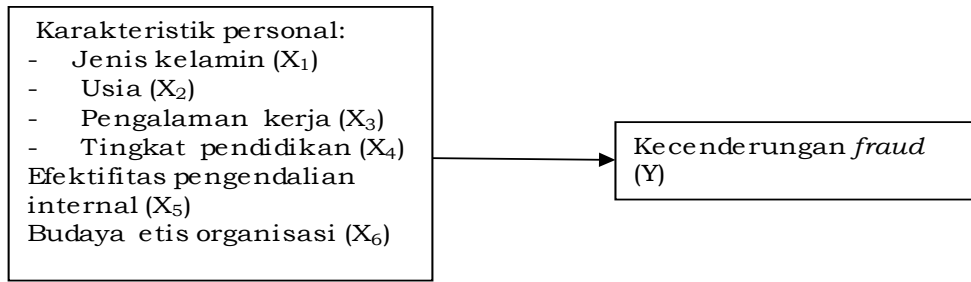 Karakteristik personal:
- Jenis kelamin (X₁)
- Usia (X₂)
- Pengalaman kerja (X₃)
- Tingkat pendidikan (X₄)
Efektifitas pengendalian
internal (X₅)
Budaya etis organisasi (X₆)
Kecenderungan fraud
(Y)